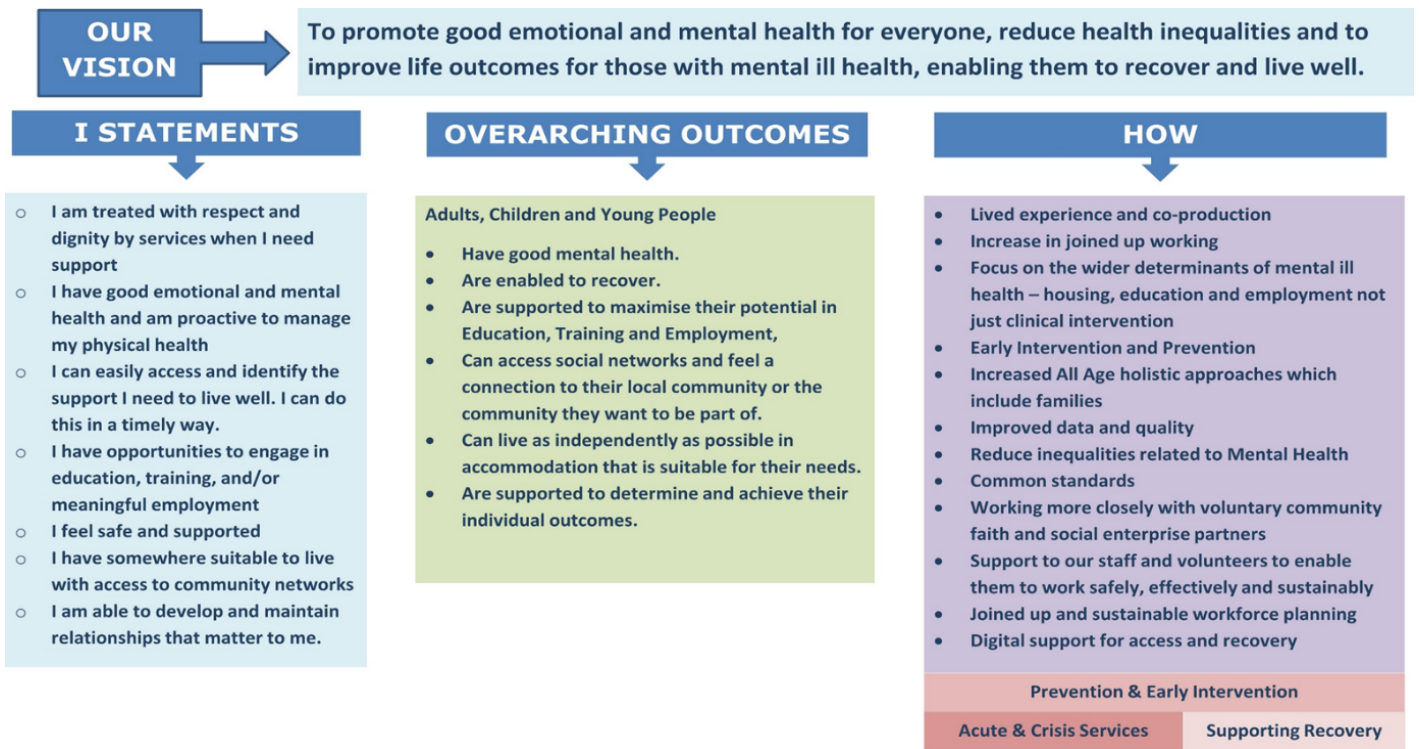 OUR
VISION
To promote good emotional and mental health for everyone, reduce health inequalities and to
improve life outcomes for those with mental ill health, enabling them to recover and live well.
I STATEMENTS
○ I am treated with respect and
dignity by services when I need
support
○ I have good emotional and mental
health and am proactive to manage
my physical health
○ I can easily access and identify the
support I need to live well. I can do
this in a timely way.
○ I have opportunities to engage in
education, training, and/or
meaningful employment
○ I feel safe and supported
○ I have somewhere suitable to live
with access to community networks
○ I am able to develop and maintain
relationships that matter to me.
OVERARCHING OUTCOMES
Adults, Children and Young People
• Have good mental health.
• Are enabled to recover.
• Are supported to maximise their potential in
Education, Training and Employment,
• Can access social networks and feel a
connection to their local community or the
community they want to be part of.
• Can live as independently as possible in
accommodation that is suitable for their needs.
• Are supported to determine and achieve their
individual outcomes.
HOW
• Lived experience and co-production
• Increase in joined up working
• Focus on the wider determinants of mental ill
health – housing, education and employment not
just clinical intervention
• Early Intervention and Prevention
• Increased All Age holistic approaches which
include families
• Improved data and quality
• Reduce inequalities related to Mental Health
• Common standards
• Working more closely with voluntary community
faith and social enterprise partners
• Support to our staff and volunteers to enable
them to work safely, effectively and sustainably
• Joined up and sustainable workforce planning
• Digital support for access and recovery
Prevention & Early Intervention
Acute & Crisis Services
Supporting Recovery